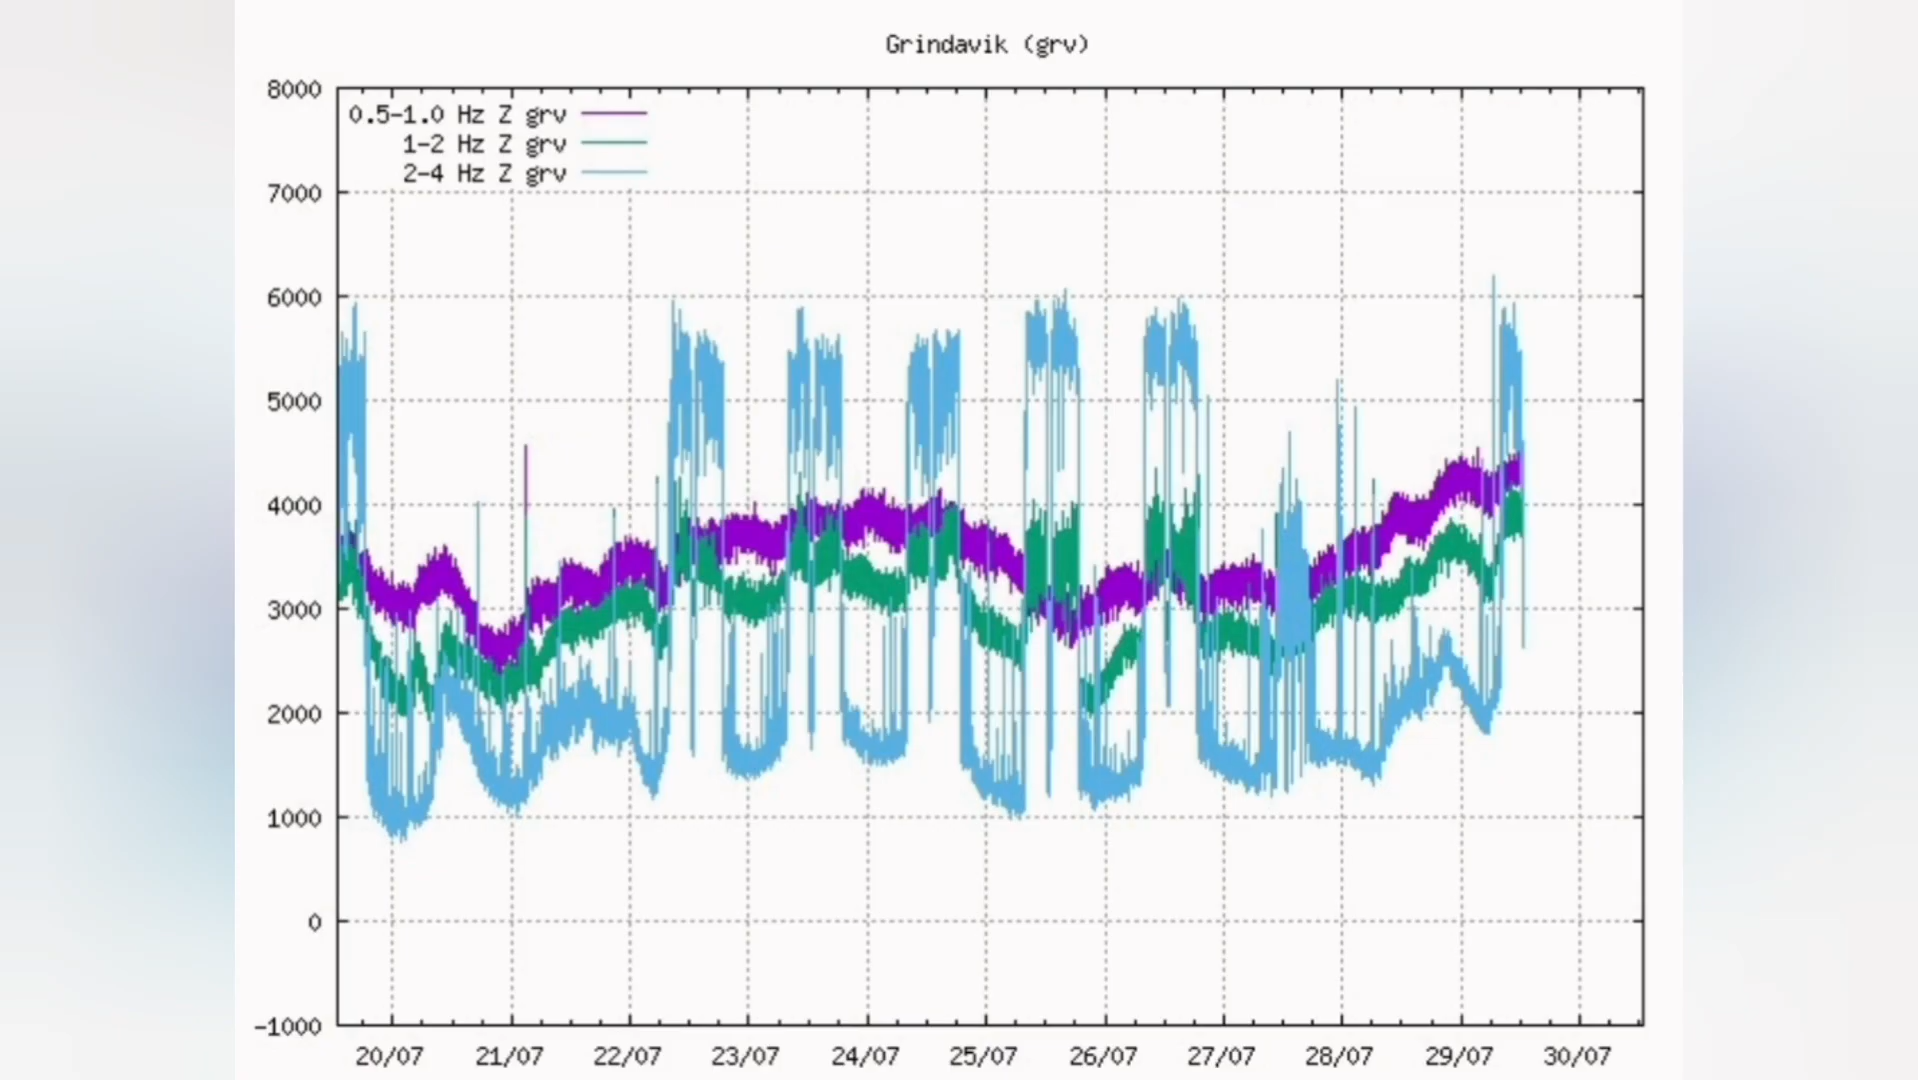 Grindavik (grv)
8000
0.5-1.0 Hz Z grv
1-2 Hz Z grv
2-4 Hz Z grv
7000
6000
5000
4000
3000
2000
1000
0
-1000
20/07 21/07 22/07 23/07 24/07 25/07 26/07 27/07 28/07 29/07 30/07